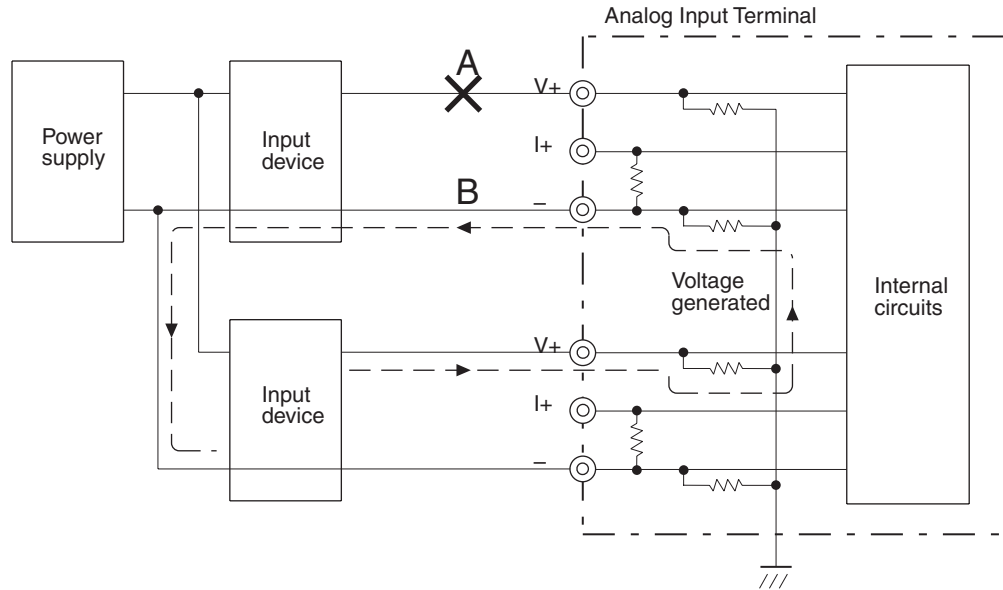 Analog Input Terminal
A
V+
Power
supply
Input
device
I+
B
−
Voltage
generated
Internal
circuits
V+
Input
device
I+
−